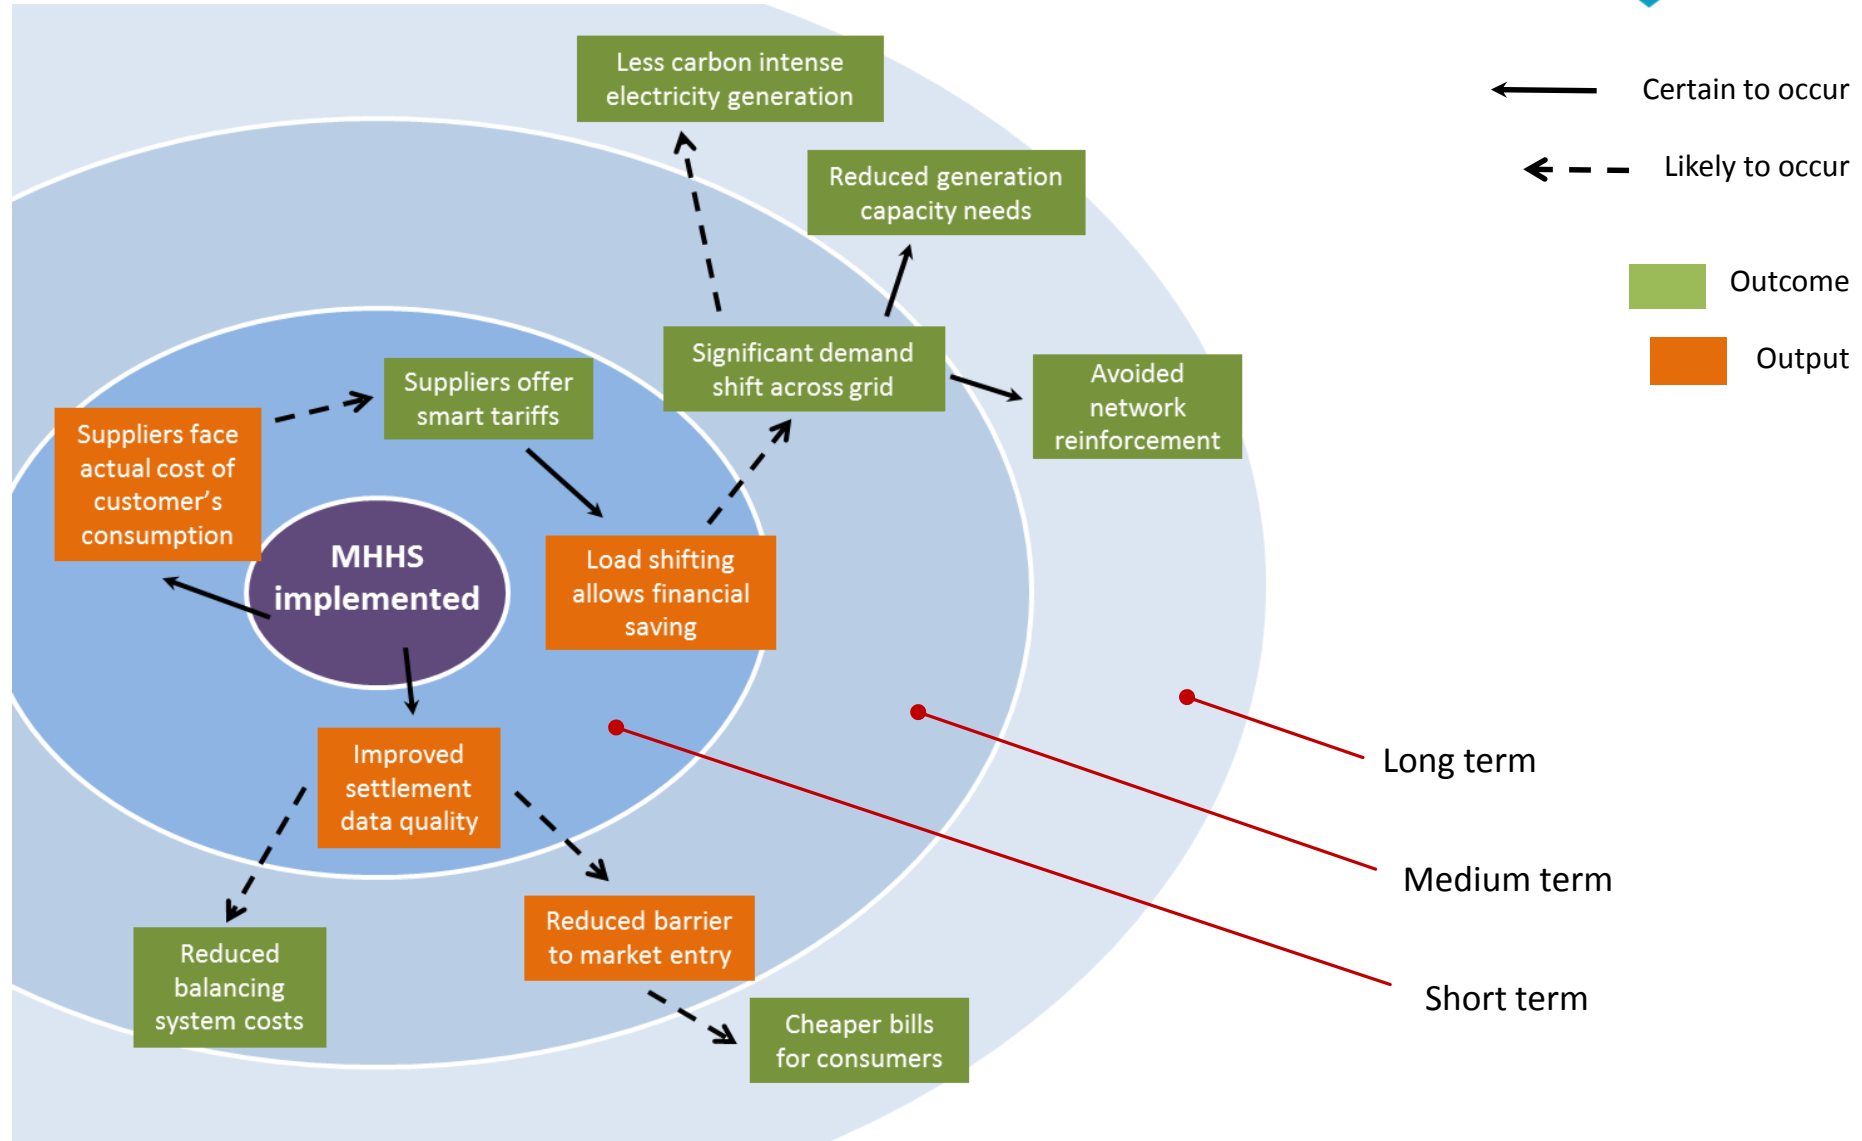 Less carbon intense
electricity generation
Certain to occur
Likely to occur
Reduced generation
capacity needs
Outcome
Output
Significant demand
shift across grid
Avoided
network
reinforcement
Suppliers offer
smart tariffs
Suppliers face
actual cost of
customer’s
consumption
MHHS
implemented
Load shifting
allows financial
saving
Improved
settlement
data quality
Long term
Medium term
Short term
Reduced barrier
to market entry
Reduced
balancing
system costs
Cheaper bills
for consumers